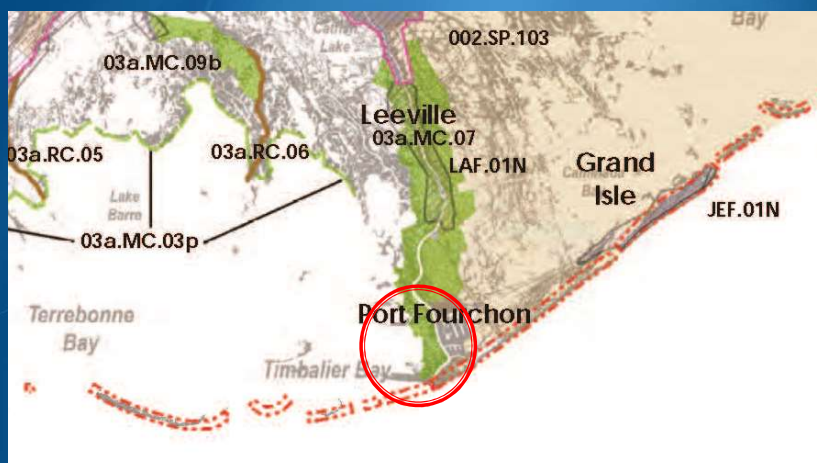 Bay
002.SP.103
Lake
03a.MC.09b
Leeville
03a.MC.07
03a.RC.05
03a.RC.06
LAF.01N
Grand
Isle
Lake
Barre
JEF.01N
03a.MC.03p
Terrebonne
Bay
Port Fourchon
Timbalier Bay